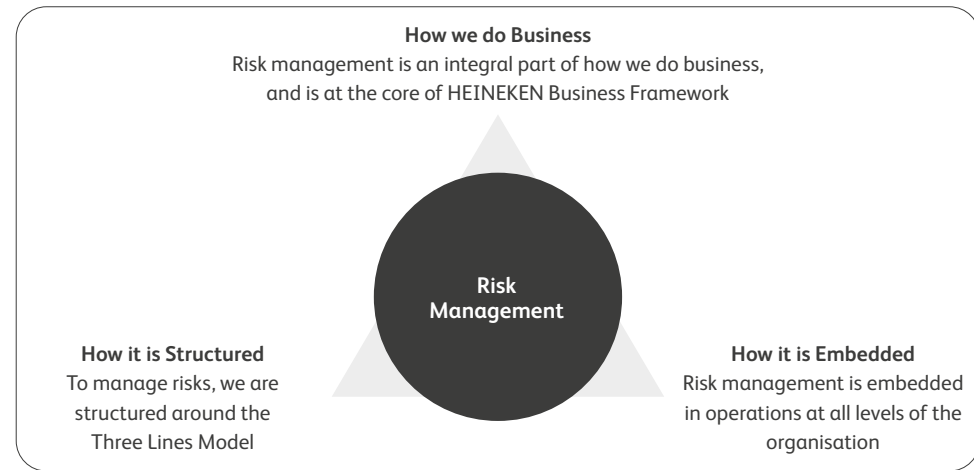 How we do Business
Risk management is an integral part of how we do business,
and is at the core of HEINEKEN Business Framework
Risk
Management
How it is Structured
To manage risks, we are
structured around the
Three Lines Model
How it is Embedded
Risk management is embedded
in operations at all levels of the
organisation